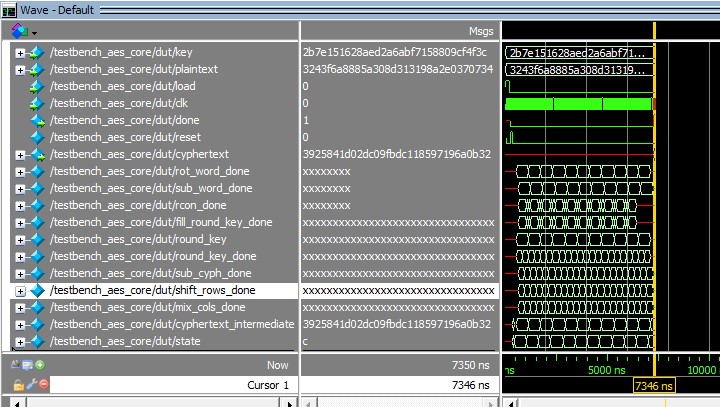 Wave - Default
Msgs
/testbench_aes_core/dut/key 2b7e151628aed2a6abf7158809cf4f3c 2b7e151628aed2a6abf71...
/testbench_aes_core/dut/plaintext 3243f6a8885a308d313198a2e0370734 3243f6a8885a308d31319...
/testbench_aes_core/dut/load 0
/testbench_aes_core/dut/clk 0
/testbench_aes_core/dut/done 1
/testbench_aes_core/dut/reset 0
/testbench_aes_core/dut/cyphertext 3925841d02dc09fbdc118597196a0b32
/testbench_aes_core/dut/rot_word_done xxxxxxxx
/testbench_aes_core/dut/sub_word_done xxxxxxxx
/testbench_aes_core/dut/rcon_done xxxxxxxx
/testbench_aes_core/dut/fill_round_key_done xxxxxxxxxxxxxxxxxxxxxxxxxxxxxxxx
/testbench_aes_core/dut/round_key xxxxxxxxxxxxxxxxxxxxxxxxxxxxxxxx
/testbench_aes_core/dut/round_key_done xxxxxxxxxxxxxxxxxxxxxxxxxxxxxxxx
/testbench_aes_core/dut/sub_cyph_done xxxxxxxxxxxxxxxxxxxxxxxxxxxxxxxx
/testbench_aes_core/dut/shift_rows_done xxxxxxxxxxxxxxxxxxxxxxxxxxxxxxxx
/testbench_aes_core/dut/mix_cols_done xxxxxxxxxxxxxxxxxxxxxxxxxxxxxxxx
/testbench_aes_core/dut/cyphertext_intermediate 3925841d02dc09fbdc118597196a0b32
/testbench_aes_core/dut/state c
Now 7350 ns ns 5000 ns 10000 n
Cursor 1 7346 ns 7346 ns